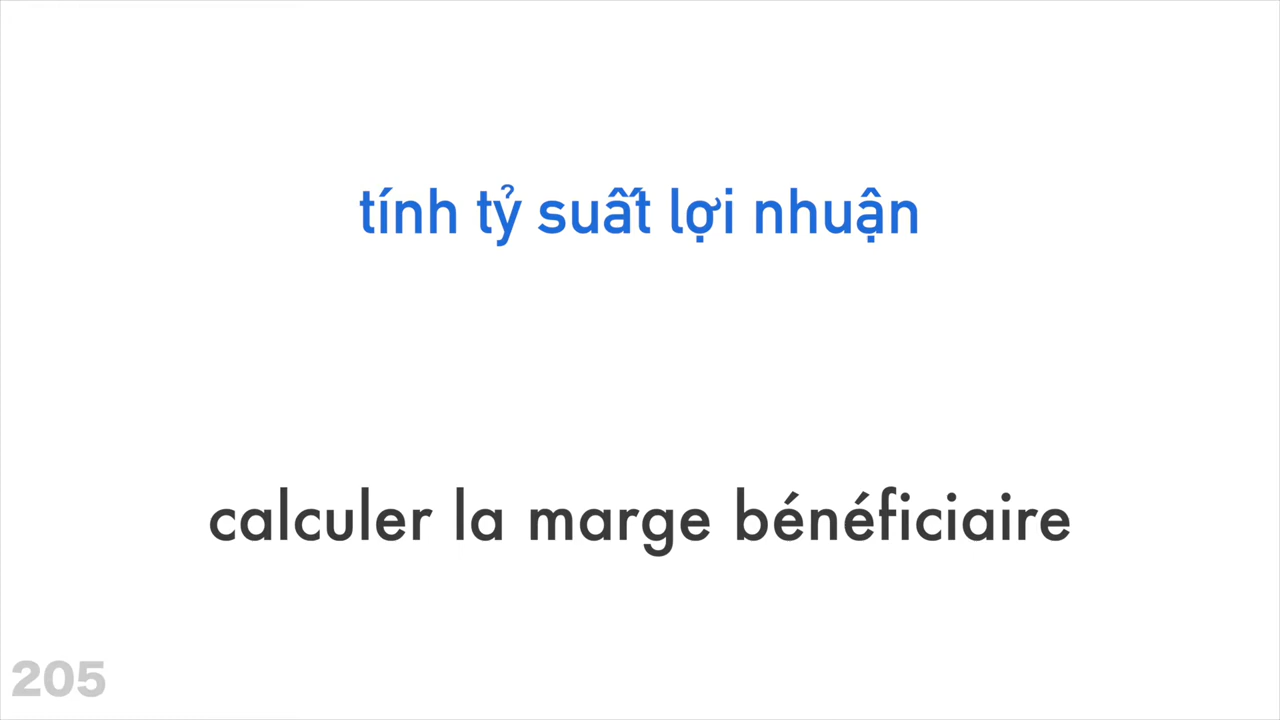 tính tỷ suất lợi nhuận
calculer la marge bénéficiaire
205